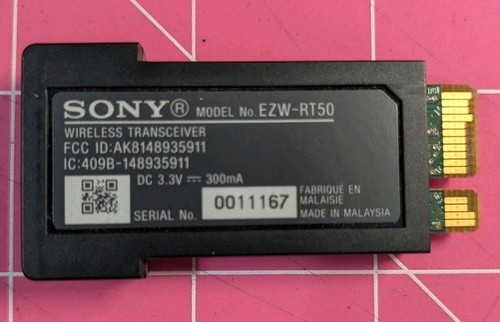 SONY® MODEL No. EZW-RT50
WIRELESS TRANSCEIVER
FCC ID:AK8148935911
IC:409B-148935911
DC 3.3V⎓ 300mA
SERIAL No. 0011167
FABRIQUÉ EN
MALAISIE
MADE IN MALAYSIA